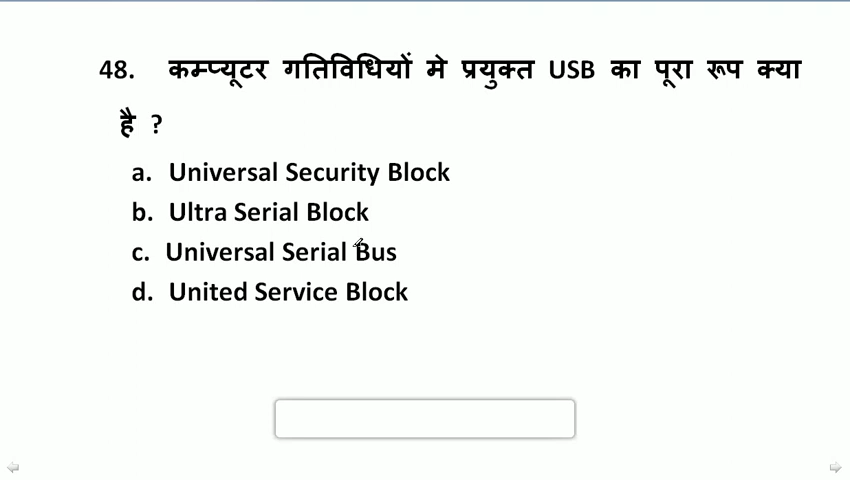 48. कम्प्यूटर गतिविधियों मे प्रयुक्त USB का पूरा रूप क्या
है ?
a. Universal Security Block
b. Ultra Serial Block
c. Universal Serial Bus
d. United Service Block